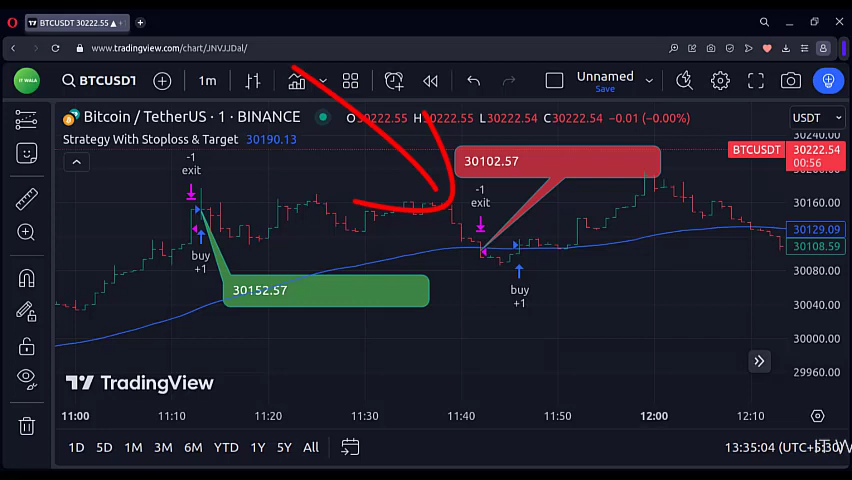 BTCUSDT 30222.55 ▲ +
www.tradingview.com/chart/JNVJJDal/
IT WALA
BTCUSDT
1m
Unnamed
Save
Bitcoin / TetherUS · 1 · BINANCE
O30222.55 H30222.55 L30222.54 C30222.54 −0.01 (−0.00%)
USDT
Strategy With Stoploss & Target 30190.13
30240.00
BTCUSDT 30222.54
00:56
-1
exit
30102.57
-1
exit
30160.00
30129.09
30108.59
buy
+1
30152.57
buy
+1
30080.00
30040.00
30000.00
29960.00
TradingView
11:00 11:10 11:20 11:30 11:40 11:50 12:00 12:10
1D 5D 1M 3M 6M YTD 1Y 5Y All
13:35:04 (UTC+5:30)